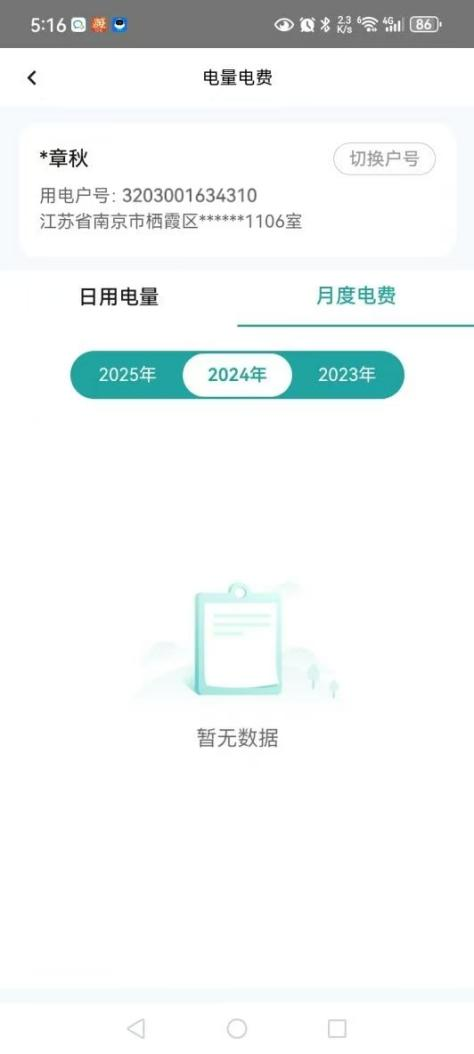 5:16 2.3 K/s 6 4G 86
电量电费
*章秋 切换户号
用电户号: 3203001634310
江苏省南京市栖霞区******1106室
日用电量 月度电费
2025年 2024年 2023年
暂无数据